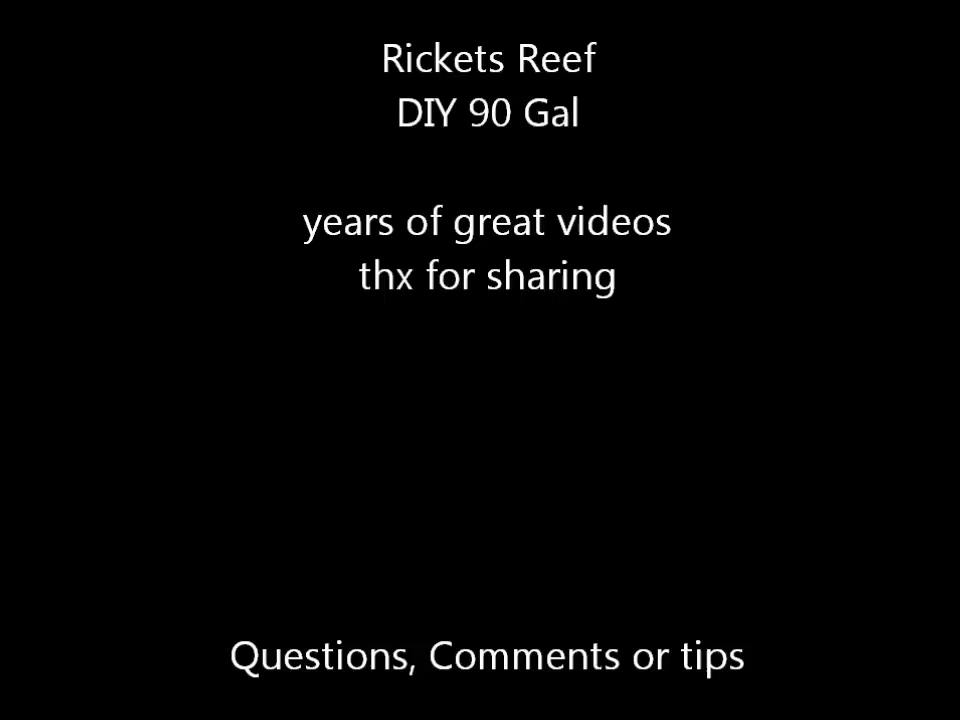 Rickets Reef
DIY 90 Gal
years of great videos
thx for sharing
Questions, Comments or tips